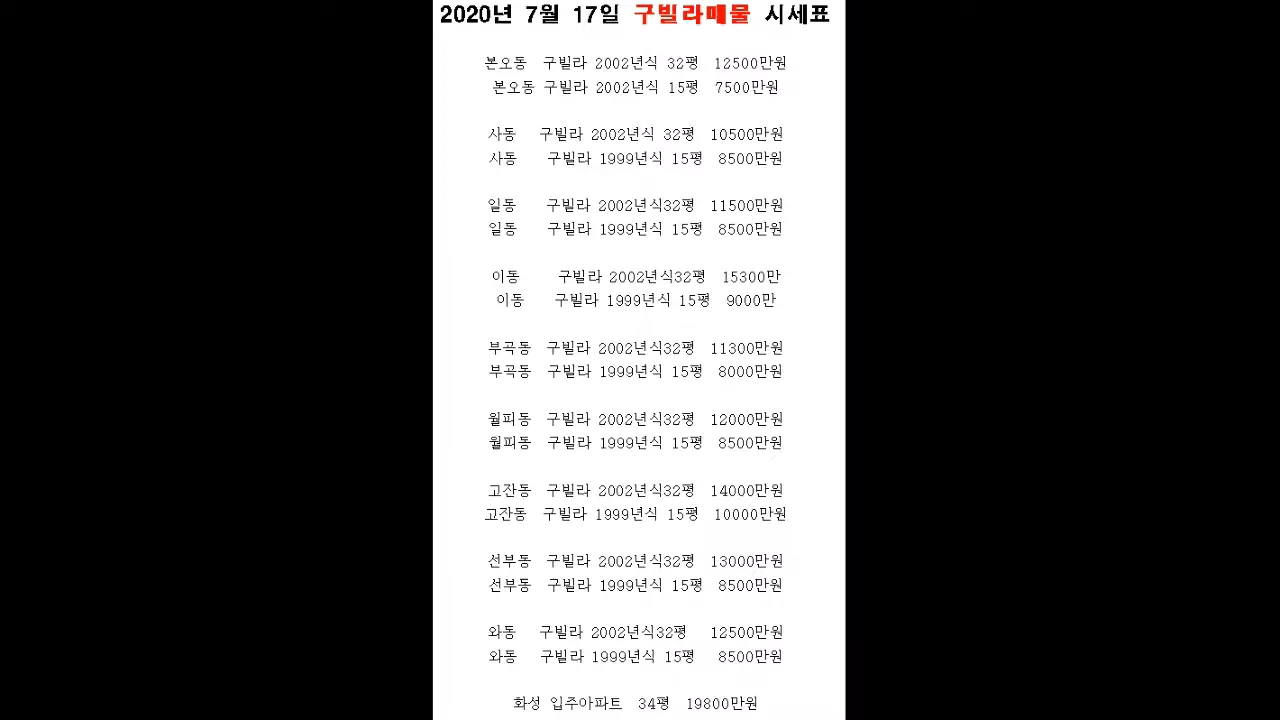 2020년 7월 17일 구빌라매물 시세표
본오동 구빌라 2002년식 32평 12500만원
본오동 구빌라 2002년식 15평 7500만원
사동 구빌라 2002년식 32평 10500만원
사동 구빌라 1999년식 15평 8500만원
일동 구빌라 2002년식32평 11500만원
일동 구빌라 1999년식 15평 8500만원
이동 구빌라 2002년식32평 15300만
이동 구빌라 1999년식 15평 9000만
부곡동 구빌라 2002년식32평 11300만원
부곡동 구빌라 1999년식 15평 8000만원
월피동 구빌라 2002년식32평 12000만원
월피동 구빌라 1999년식 15평 8500만원
고잔동 구빌라 2002년식32평 14000만원
고잔동 구빌라 1999년식 15평 10000만원
선부동 구빌라 2002년식32평 13000만원
선부동 구빌라 1999년식 15평 8500만원
와동 구빌라 2002년식32평 12500만원
와동 구빌라 1999년식 15평 8500만원
화성 입주아파트 34평 19800만원